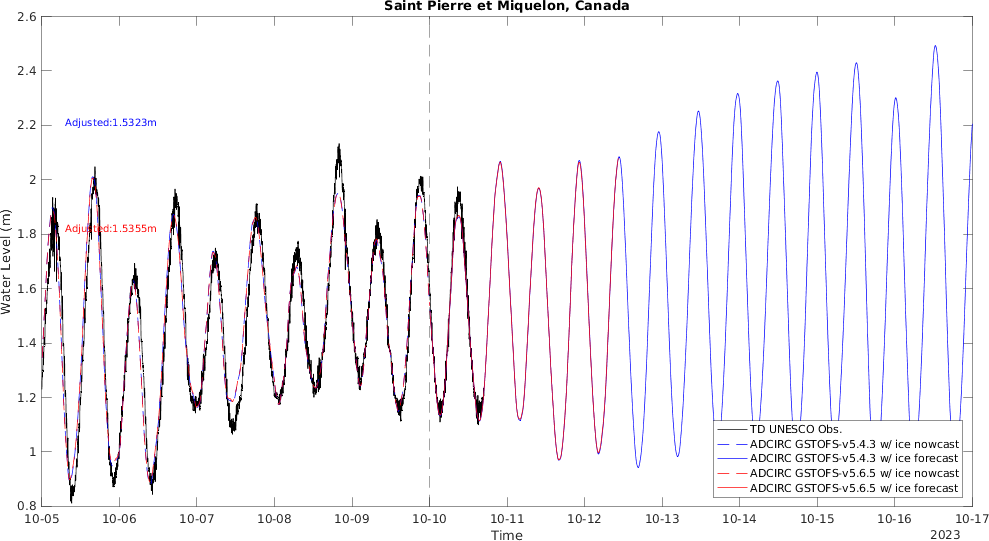 Saint Pierre et Miquelon, Canada
2.6
2.4
2.2
2
1.8
1.6
1.4
1.2
1
0.8
Water Level (m)
Adjusted:1.5323m
Adjusted:1.5355m
TD UNESCO Obs.
ADCIRC GSTOFS-v5.4.3 w/ ice nowcast
ADCIRC GSTOFS-v5.4.3 w/ ice forecast
ADCIRC GSTOFS-v5.6.5 w/ ice nowcast
ADCIRC GSTOFS-v5.6.5 w/ ice forecast
10-05 10-06 10-07 10-08 10-09 10-10 10-11 10-12 10-13 10-14 10-15 10-16 10-17
Time
2023